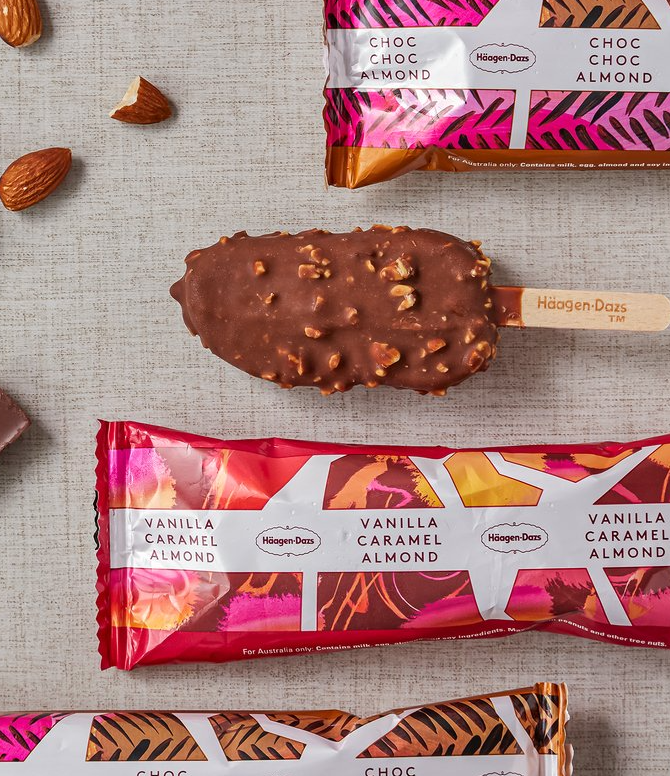 CHOC
CHOC
ALMOND
Häagen-Dazs
CHOC
CHOC
ALMOND
For Australia only: Contains milk, egg, almond and soy in
Häagen-Dazs
TM
VANILLA
CARAMEL
ALMOND
Häagen-Dazs
VANILLA
CARAMEL
ALMOND
Häagen-Dazs
VANILLA
CARAMEL
ALMOND
For Australia only: Contains milk, egg, soy ingredients. peanuts and other tree nuts.
CHOC
CHOC